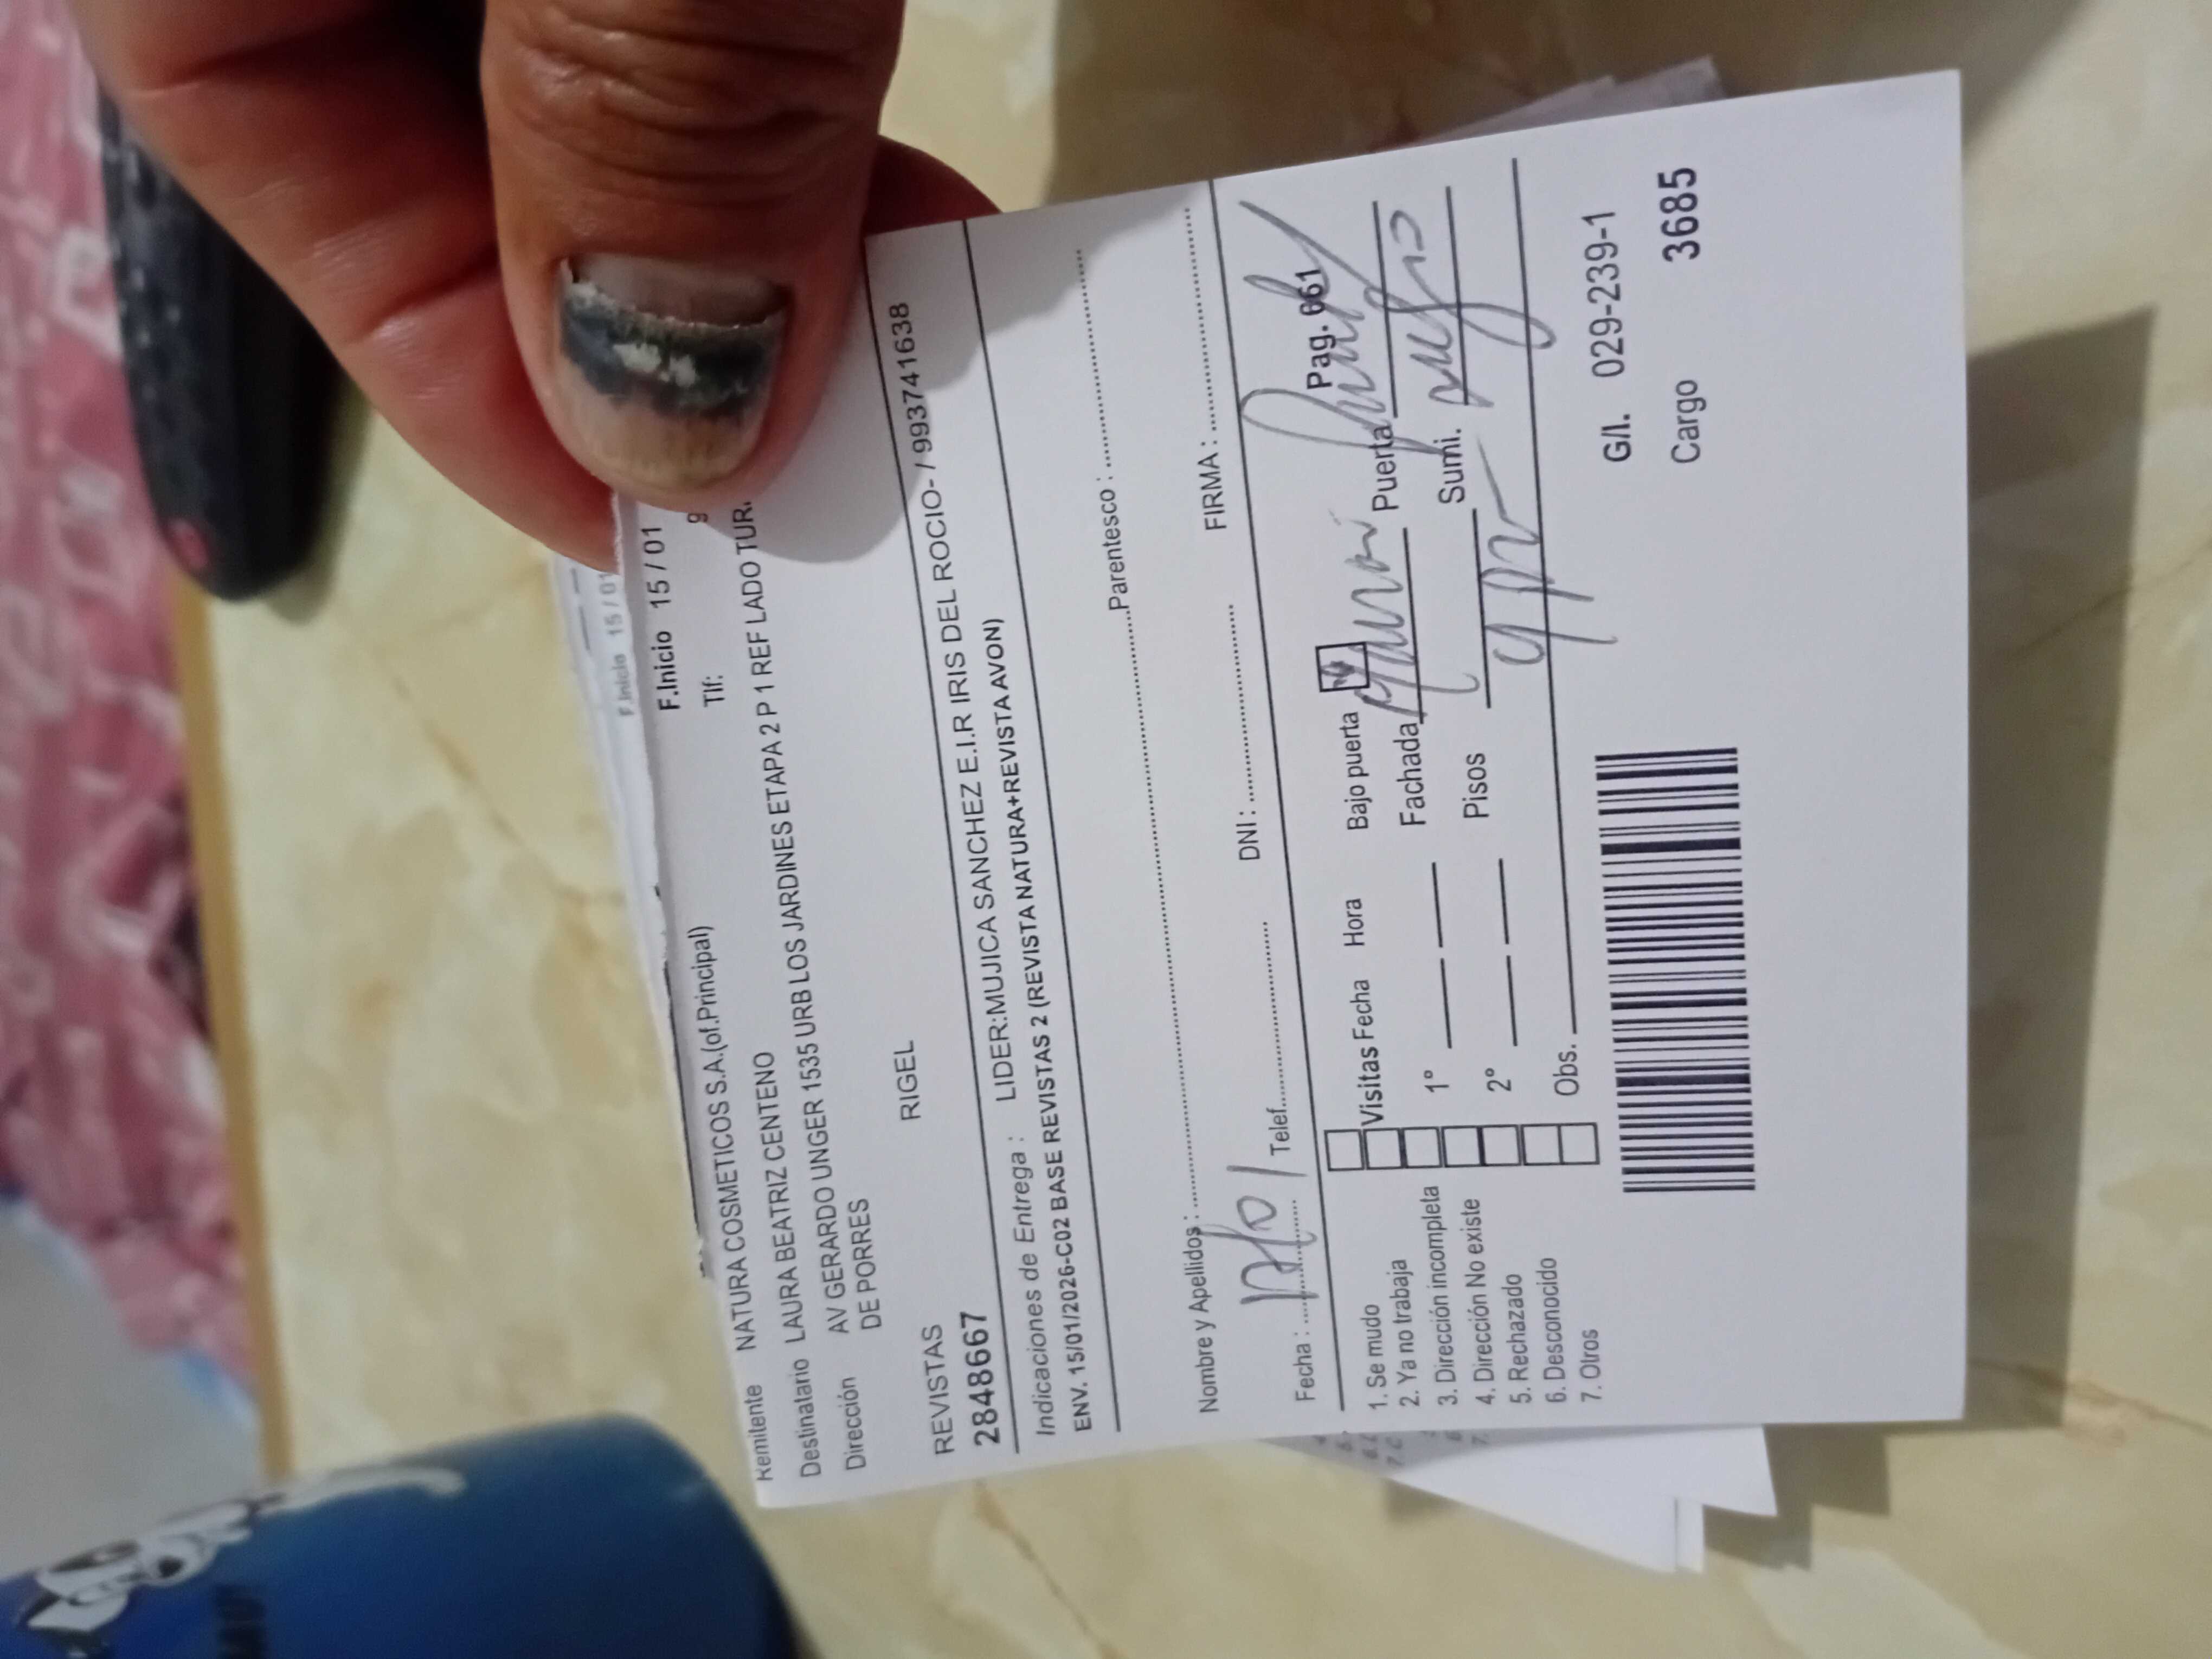 F.Inicio 15 / 01
F.Inicio 15 / 01
Tlf: 9
Remitente NATURA COSMETICOS S.A.(of.Principal)
Destinatario LAURA BEATRIZ CENTENO
Dirección AV GERARDO UNGER 1535 URB LOS JARDINES ETAPA 2 P 1 REF LADO TUR.
DE PORRES
RIGEL
REVISTAS
2848667
Indicaciones de Entrega : LIDER:MUJICA SANCHEZ E.I.R IRIS DEL ROCIO- / 993741638
ENV. 15/01/2026-C02 BASE REVISTAS 2 (REVISTA NATURA+REVISTA AVON)
Nombre y Apellidos : Parentesco :
Fecha : Telef. DNI : FIRMA :
Pag. 661
1. Se mudo
2. Ya no trabaja
3. Dirección incompleta
4. Dirección No existe
5. Rechazado
6. Desconocido
7. Otros
Visitas Fecha Hora Bajo puerta
1° Fachada Puerta
2° Pisos Sumi.
Obs.
G/I. 029-239-1
Cargo 3685